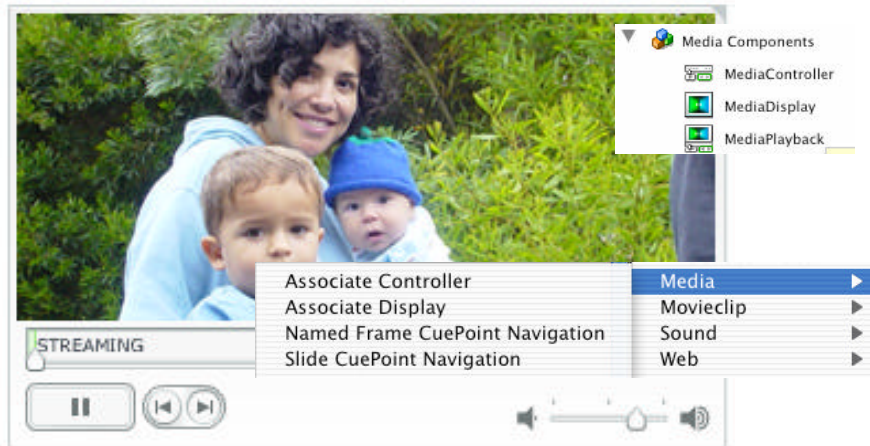 Media Components
MediaController
MediaDisplay
MediaPlayback
Associate Controller
Associate Display
Named Frame CuePoint Navigation
Slide CuePoint Navigation
Media
Movieclip
Sound
Web
STREAMING